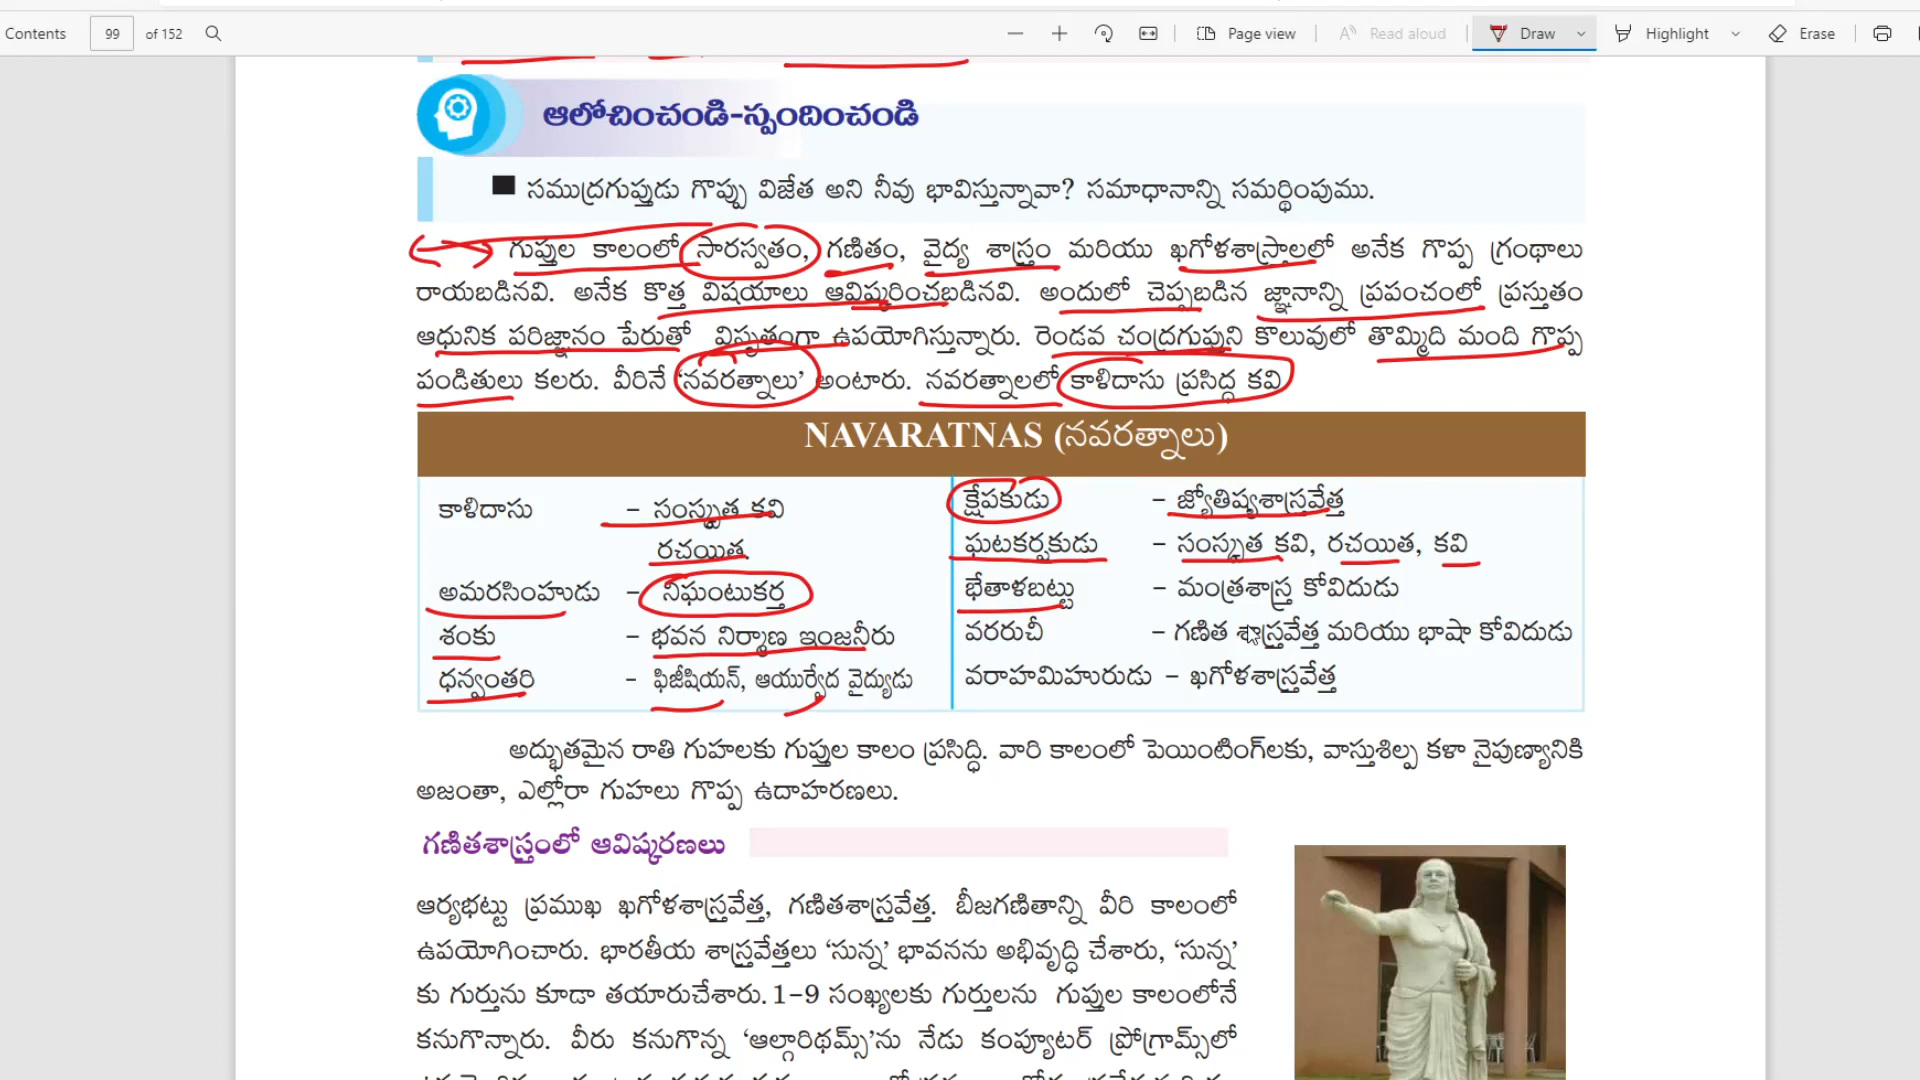 Contents 99 of 152 Page view Read aloud Draw Highlight Erase
ఆలోచించండి-స్పందించండి
■ సముద్రగుప్తుడు గొప్ప విజేత అని నీవు భావిస్తున్నావా? సమాధానాన్ని సమర్థింపుము.
గుప్తుల కాలంలో సారస్వతం, గణితం, వైద్య శాస్త్రం మరియు ఖగోళశాస్త్రాలలో అనేక గొప్ప గ్రంథాలు
రాయబడినవి. అనేక కొత్త విషయాలు ఆవిష్కరించబడినవి. అందులో చెప్పబడిన జ్ఞానాన్ని ప్రపంచంలో ప్రస్తుతం
ఆధునిక పరిజ్ఞానం పేరుతో విస్తృతంగా ఉపయోగిస్తున్నారు. రెండవ చంద్రగుప్తుని కొలువులో తొమ్మిది మంది గొప్ప
పండితులు కలరు. వీరినే ‘నవరత్నాలు’ అంటారు. నవరత్నాలలో కాళిదాసు ప్రసిద్ధ కవి
NAVARATNAS (నవరత్నాలు)
కాళిదాసు – సంస్కృత కవి
రచయిత
అమరసింహుడు – నిఘంటుకర్త
శంకు – భవన నిర్మాణ ఇంజనీరు
ధన్వంతరి – ఫిజీషియన్, ఆయుర్వేద వైద్యుడు
క్షేపకుడు – జ్యోతిష్యశాస్త్రవేత్త
ఘటకర్పకుడు – సంస్కృత కవి, రచయిత, కవి
భేతాళబట్టు – మంత్రశాస్త్ర కోవిదుడు
వరరుచీ – గణిత శాస్త్రవేత్త మరియు భాషా కోవిదుడు
వరాహమిహురుడు – ఖగోళశాస్త్రవేత్త
అద్భుతమైన రాతి గుహలకు గుప్తుల కాలం ప్రసిద్ధి. వారి కాలంలో పెయింటింగ్‌లకు, వాస్తుశిల్ప కళా నైపుణ్యానికి
అజంతా, ఎల్లోరా గుహలు గొప్ప ఉదాహరణలు.
గణితశాస్త్రంలో ఆవిష్కరణలు
ఆర్యభట్టు ప్రముఖ ఖగోళశాస్త్రవేత్త, గణితశాస్త్రవేత్త. బీజగణితాన్ని వీరి కాలంలో
ఉపయోగించారు. భారతీయ శాస్త్రవేత్తలు ‘సున్న’ భావనను అభివృద్ధి చేశారు, ‘సున్న’
కు గుర్తును కూడా తయారుచేశారు. 1-9 సంఖ్యలకు గుర్తులను గుప్తుల కాలంలోనే
కనుగొన్నారు. వీరు కనుగొన్న ‘ఆల్గారిథమ్స్’ను నేడు కంప్యూటర్ ప్రోగ్రామ్స్‌లో